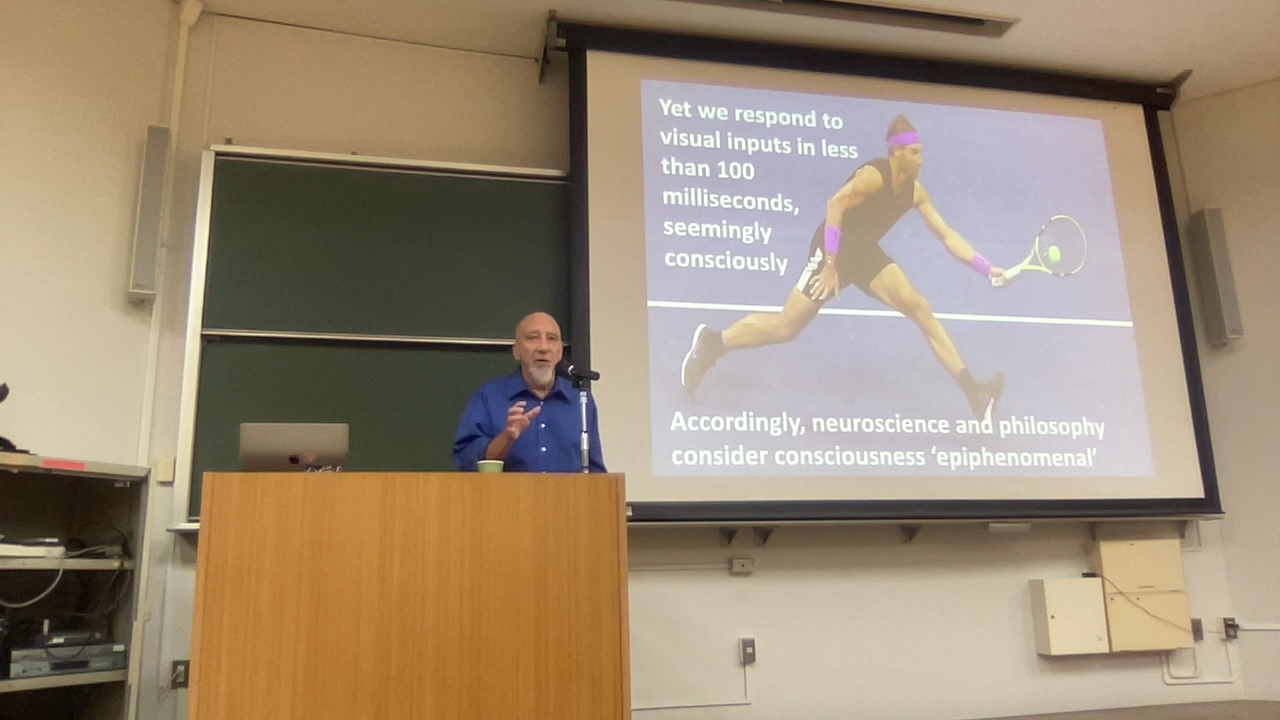 Yet we respond to
visual inputs in less
than 100
milliseconds,
seemingly
consciously
Accordingly, neuroscience and philosophy
consider consciousness ‘epiphenomenal’